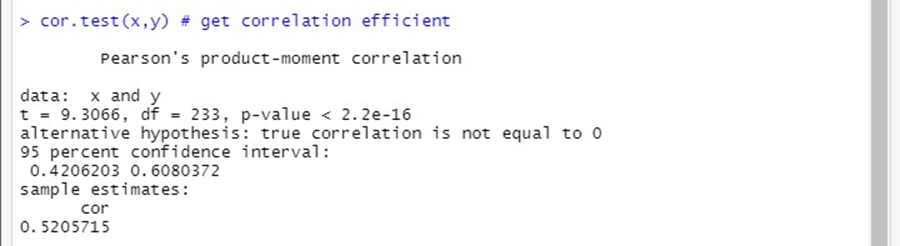 > cor.test(x,y) # get correlation efficient
Pearson's product-moment correlation
data:  x and y
t = 9.3066, df = 233, p-value < 2.2e-16
alternative hypothesis: true correlation is not equal to 0
95 percent confidence interval:
 0.4206203 0.6080372
sample estimates:
      cor
0.5205715